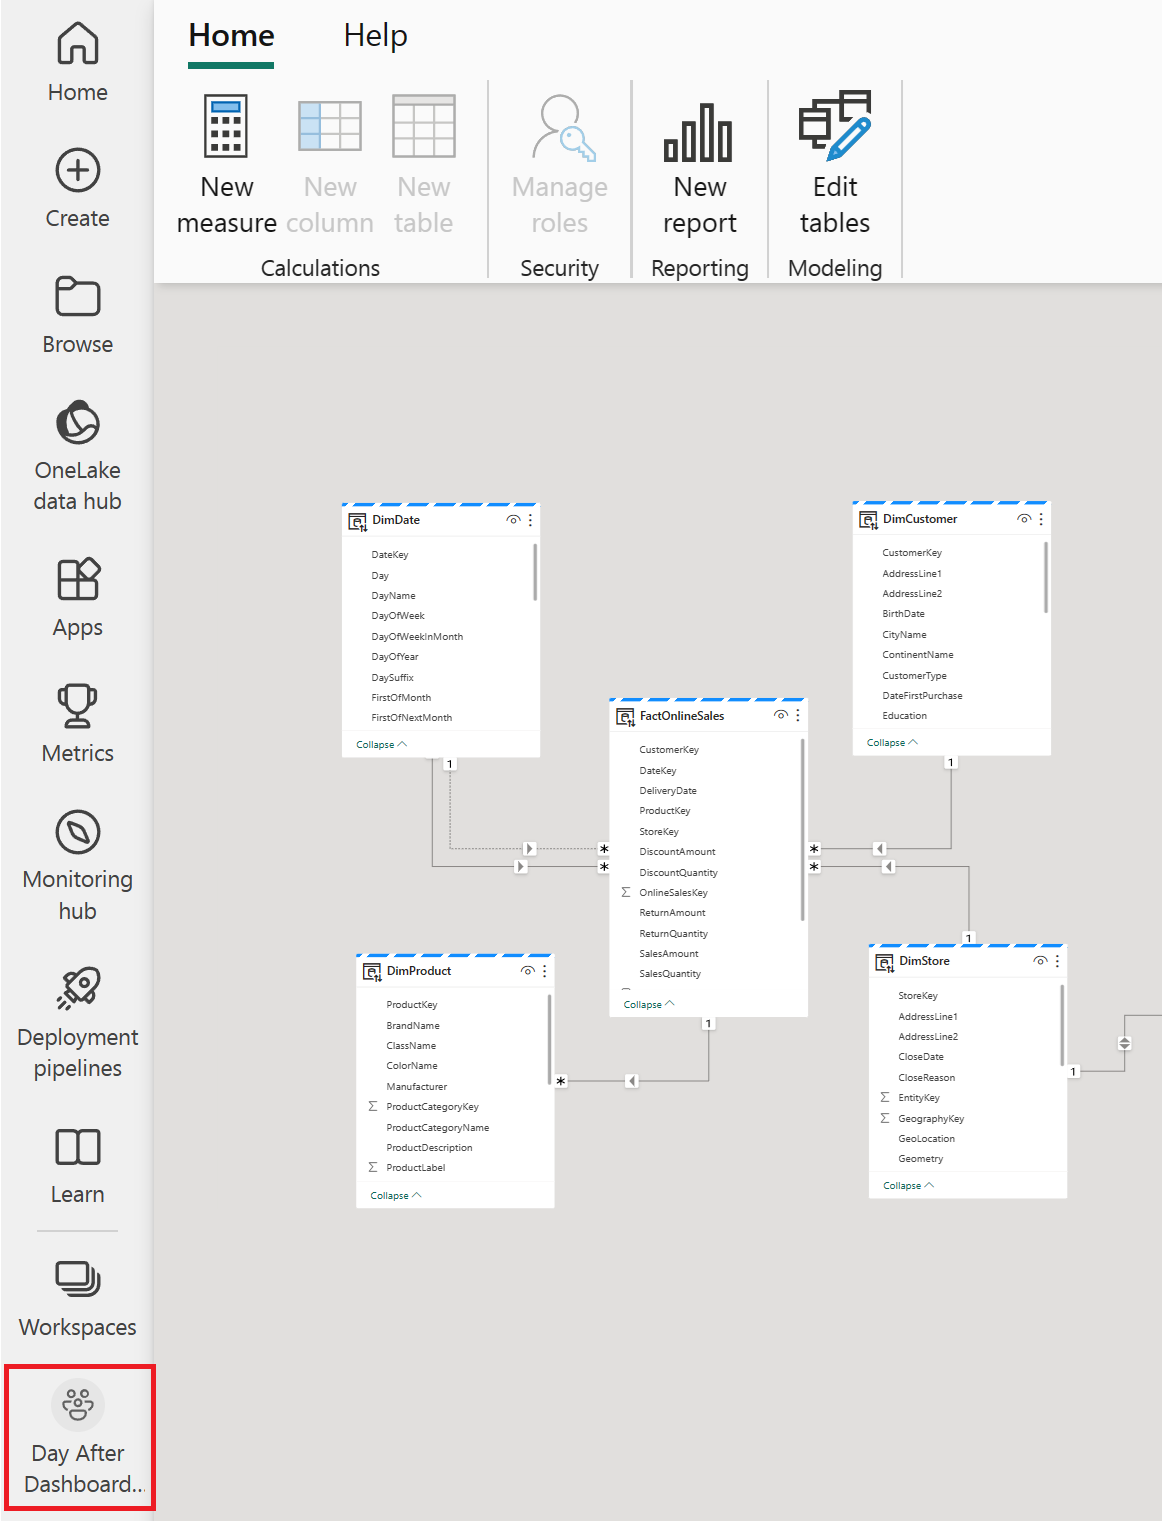 Home
Create
Browse
OneLake
data hub
Apps
Metrics
Monitoring
hub
Deployment
pipelines
Learn
Workspaces
Day After
Dashboard...
Home
Help
New
measure
New
column
New
table
Calculations
Manage
roles
Security
New
report
Reporting
Edit
tables
Modeling
DimDate
DateKey
Day
DayName
DayOfWeek
DayOfWeekInMonth
DayOfYear
DaySuffix
FirstOfMonth
FirstOfNextMonth
Collapse
1
*
*
DimCustomer
CustomerKey
AddressLine1
AddressLine2
BirthDate
CityName
ContinentName
CustomerType
DateFirstPurchase
Education
Collapse
1
*
*
FactOnlineSales
CustomerKey
DateKey
DeliveryDate
ProductKey
StoreKey
DiscountAmount
DiscountQuantity
Σ OnlineSalesKey
ReturnAmount
ReturnQuantity
SalesAmount
SalesQuantity
Collapse
1
DimProduct
ProductKey
BrandName
ClassName
ColorName
Manufacturer
Σ ProductCategoryKey
ProductCategoryName
ProductDescription
Σ ProductLabel
Collapse
*
1
DimStore
StoreKey
AddressLine1
AddressLine2
CloseDate
CloseReason
Σ EntityKey
Σ GeographyKey
GeoLocation
Geometry
Collapse
1